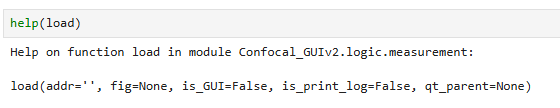 help(load)
Help on function load in module Confocal_GUIv2.logic.measurement:
load(addr='', fig=None, is_GUI=False, is_print_log=False, qt_parent=None)